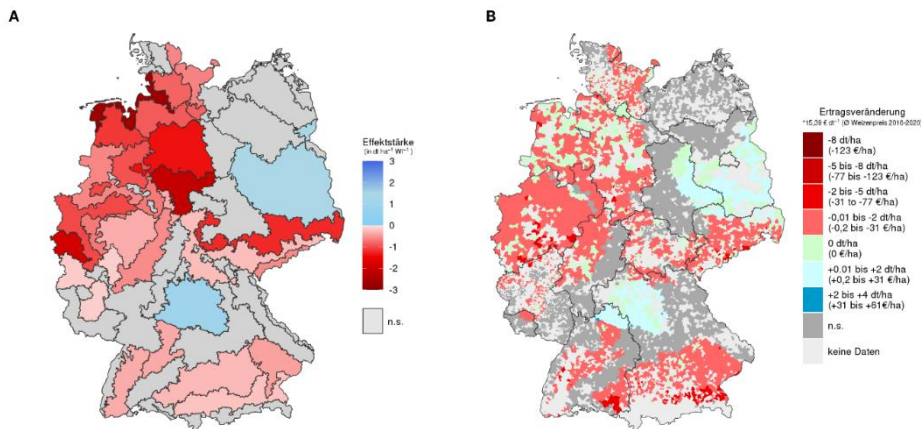 A
Effektstärke
(in dt ha⁻¹ WI⁻¹)
3
2
1
0
-1
-2
-3
n.s.
B
Ertragsveränderung
*15,39 € dt⁻¹ (Ø Weizenpreis 2016-2020)
-8 dt/ha
(-123 €/ha)
-5 bis -8 dt/ha
(-77 bis -123 €/ha)
-2 bis -5 dt/ha
(-31 to -77 €/ha)
-0,01 bis -2 dt/ha
(-0,2 bis -31 €/ha)
0 dt/ha
(0 €/ha)
+0.01 bis +2 dt/ha
(+0,2 bis +31 €/ha)
+2 bis +4 dt/ha
(+31 bis +61€/ha)
n.s.
keine Daten